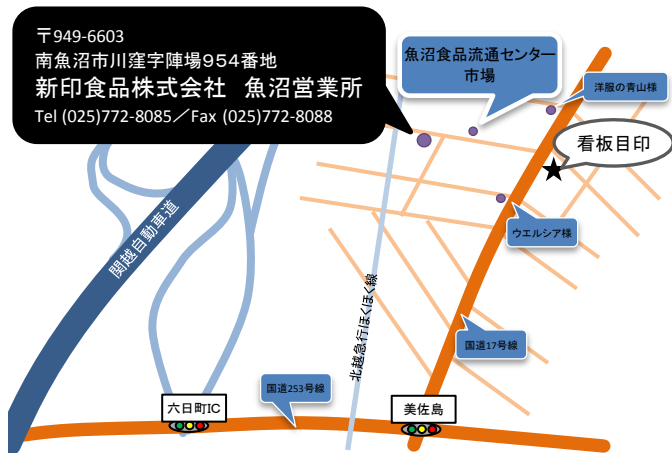 〒949-6603
南魚沼市川窪字陣場954番地
新印食品株式会社　魚沼営業所
Tel (025)772-8085／Fax (025)772-8088
魚沼食品流通センター
市場
洋服の青山様
看板目印
ウエルシア様
関越自動車道
北越急行ほくほく線
国道17号線
国道253号線
六日町IC
美佐島